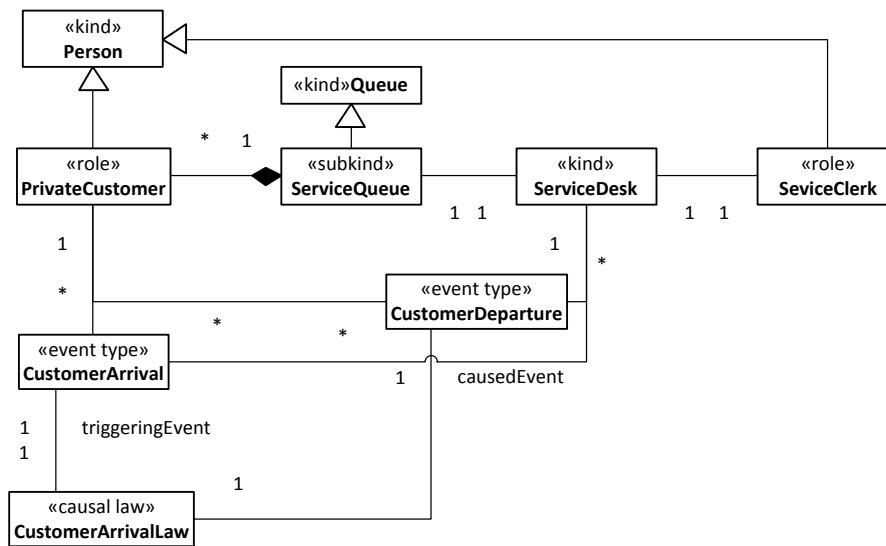 «kind»
Person
«kind»Queue
* 1
«role»
PrivateCustomer
«subkind»
ServiceQueue
«kind»
ServiceDesk
«role»
SeviceClerk
1 1
1 1
1
1
*
*
«event type»
CustomerDeparture
*
*
«event type»
CustomerArrival
1
causedEvent
1
triggeringEvent
1
1
«causal law»
CustomerArrivalLaw